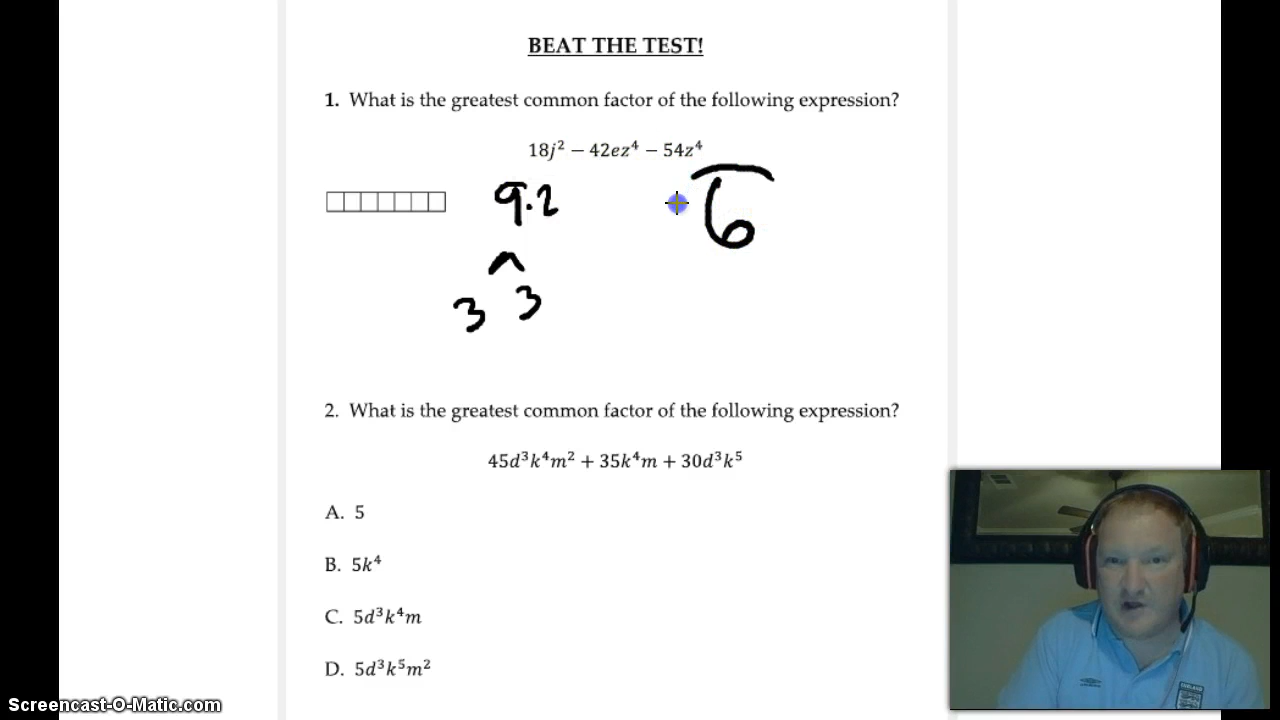 BEAT THE TEST!
1. What is the greatest common factor of the following expression?
18j² − 42ez⁴ − 54z⁴
9.2
6
3 3
2. What is the greatest common factor of the following expression?
45d³k⁴m² + 35k⁴m + 30d³k⁵
A. 5
B. 5k⁴
C. 5d³k⁴m
D. 5d³k⁵m²
ENGLAND
Screencast-O-Matic.com